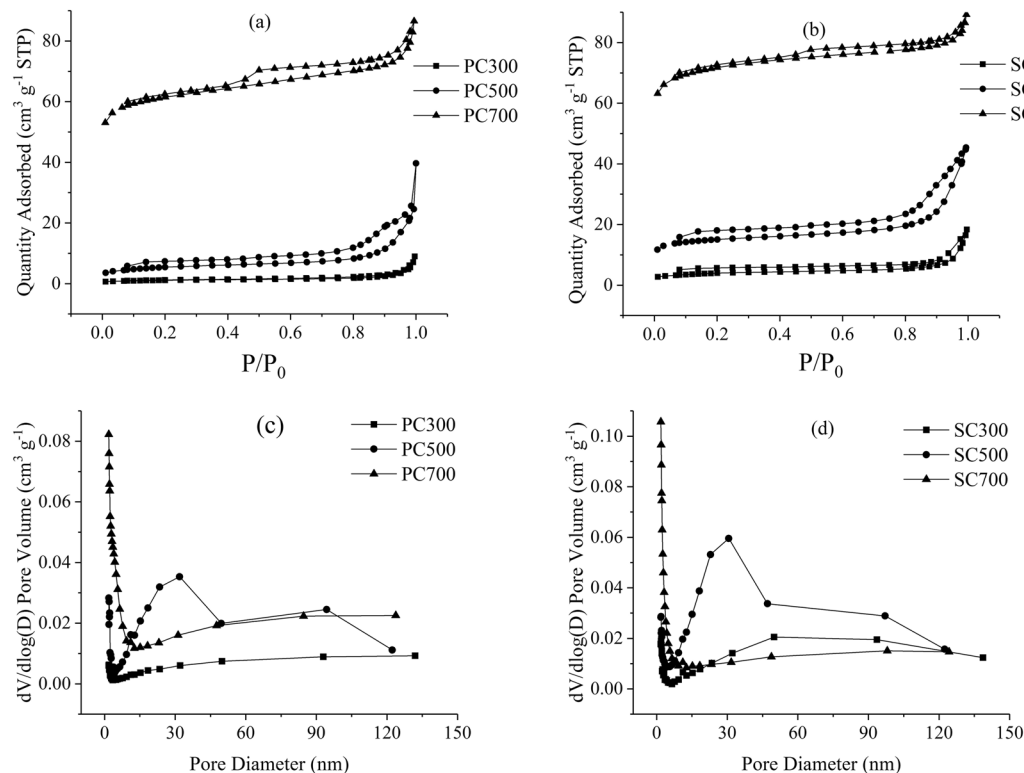 (a)
Quantity Adsorbed (cm³ g⁻¹ STP)
80
60
40
20
0
PC300
PC500
PC700
0.0 0.2 0.4 0.6 0.8 1.0
P/P₀
(b)
Quantity Adsorbed (cm³ g⁻¹ STP)
80
60
40
20
0
0.0 0.2 0.4 0.6 0.8 1.0
P/P₀
(c)
dV/dlog(D) Pore Volume (cm³ g⁻¹)
0.08
0.06
0.04
0.02
0.00
PC300
PC500
PC700
0 30 60 90 120 150
Pore Diameter (nm)
(d)
dV/dlog(D) Pore Volume (cm³ g⁻¹)
0.10
0.08
0.06
0.04
0.02
0.00
SC300
SC500
SC700
0 30 60 90 120 150
Pore Diameter (nm)